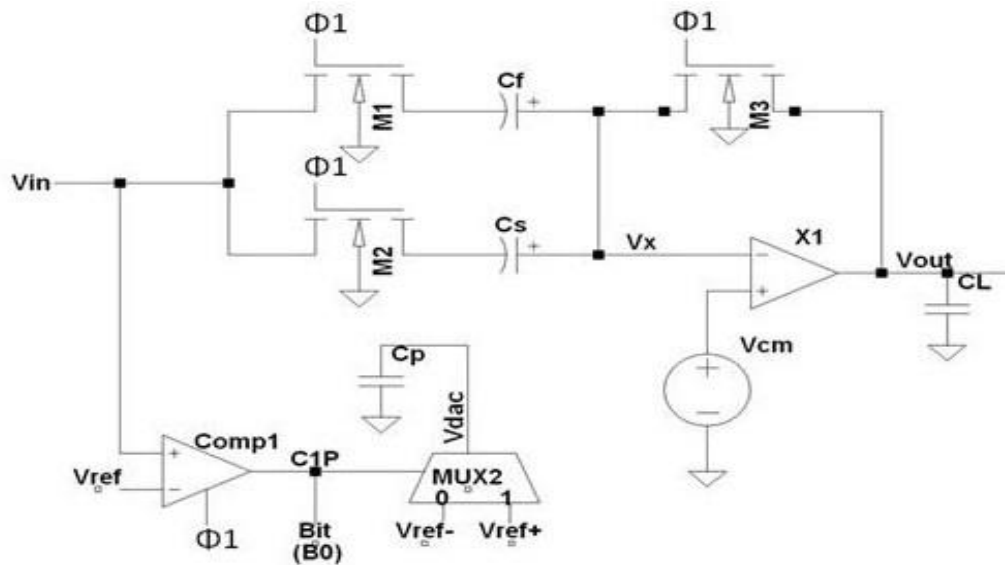 Φ1
Φ1
Cf
+
M1
M3
Φ1
Vin
Cs
+
M2
Vx
X1
−
+
Vout
CL
Cp
Vcm
+
−
Vdac
Comp1
+
Vref
−
C1P
MUX2
0 1
Φ1
Bit
(B0)
Vref-
Vref+